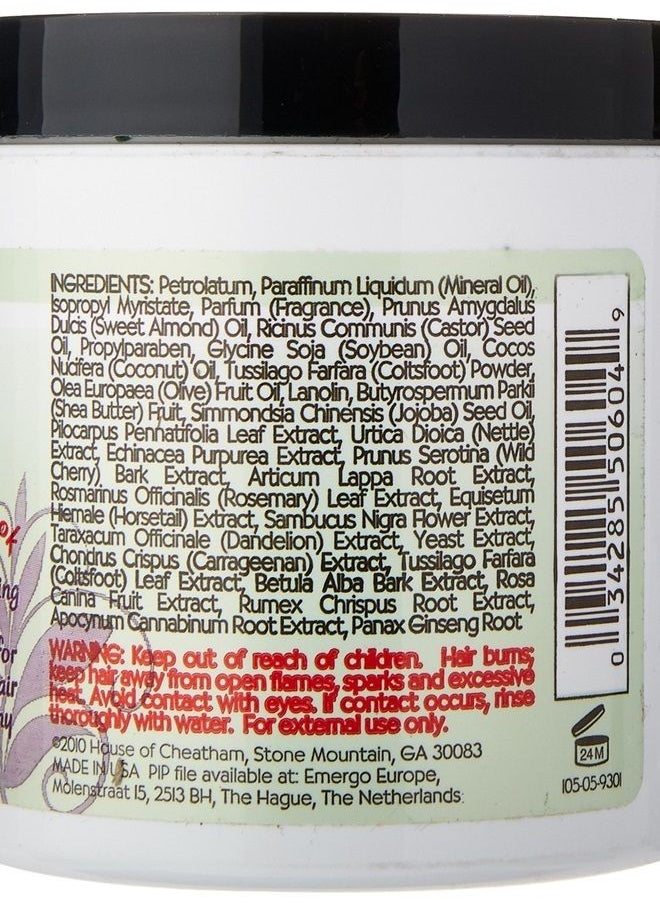 INGREDIENTS: Petrolatum, Paraffinum Liquidum (Mineral Oil),
Isopropyl Myristate, Parfum (Fragrance), Prunus Amygdalus
Dulcis (Sweet Almond) Oil, Ricinus Communis (Castor) Seed
Oil, Propylparaben, Glycine Soja (Soybean) Oil, Cocos
Nucifera (Coconut) Oil, Tussilago Farfara (Coltsfoot) Powder,
Olea Europaea (Olive) Fruit Oil, Lanolin, Butyrospermum Parkii
(Shea Butter) Fruit, Simmondsia Chinensis (Jojoba) Seed Oil,
Pilocarpus Pennatifolia Leaf Extract, Urtica Dioica (Nettle)
Extract, Echinacea Purpurea Extract, Prunus Serotina (Wild
Cherry) Bark Extract, Articum Lappa Root Extract,
Rosmarinus Officinalis (Rosemary) Leaf Extract, Equisetum
Hiemale (Horsetail) Extract, Sambucus Nigra Flower Extract,
Taraxacum Officinale (Dandelion) Extract, Yeast Extract,
Chondrus Crispus (Carrageenan) Extract, Tussilago Farfara
(Coltsfoot) Leaf Extract, Betula Alba Bark Extract, Rosa
Canina Fruit Extract, Rumex Chrispus Root Extract,
Apocynum Cannabinum Root Extract, Panax Ginseng Root
WARNING: Keep out of reach of children. Hair burns;
keep hair away from open flames, sparks and excessive
heat. Avoid contact with eyes. If contact occurs, rinse
thoroughly with water. For external use only.
©2010 House of Cheatham, Stone Mountain, GA 30083
MADE IN USA PIP file available at: Emergo Europe,
Molenstraat 15, 2513 BH, The Hague, The Netherlands
0 34285 50604 9
24M
105-05-9301
for